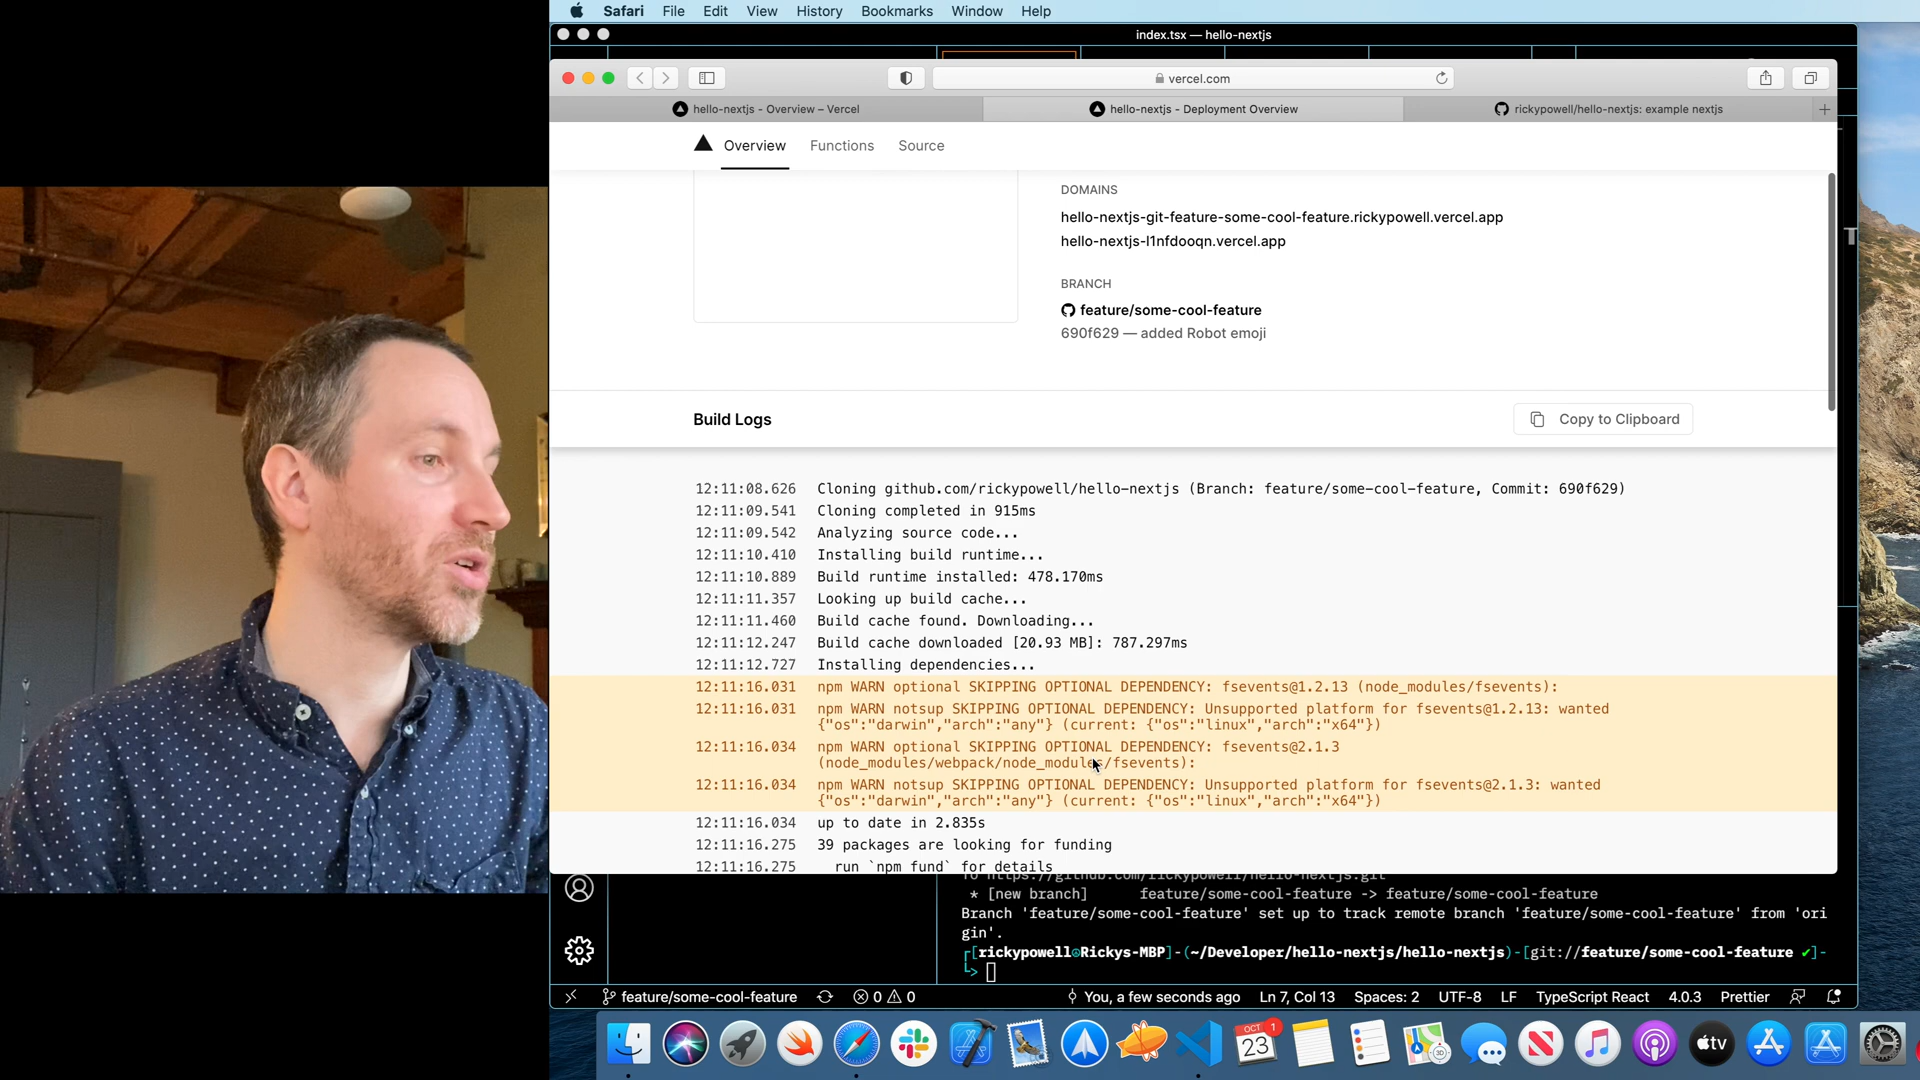 Safari File Edit View History Bookmarks Window Help
index.tsx — hello-nextjs
vercel.com
hello-nextjs - Overview – Vercel
hello-nextjs - Deployment Overview
rickypowell/hello-nextjs: example nextjs
Overview Functions Source
DOMAINS
hello-nextjs-git-feature-some-cool-feature.rickypowell.vercel.app
hello-nextjs-l1nfdooqn.vercel.app
BRANCH
feature/some-cool-feature
690f629 — added Robot emoji
Build Logs
Copy to Clipboard
12:11:08.626 Cloning github.com/rickypowell/hello-nextjs (Branch: feature/some-cool-feature, Commit: 690f629)
12:11:09.541 Cloning completed in 915ms
12:11:09.542 Analyzing source code...
12:11:10.410 Installing build runtime...
12:11:10.889 Build runtime installed: 478.170ms
12:11:11.357 Looking up build cache...
12:11:11.460 Build cache found. Downloading...
12:11:12.247 Build cache downloaded [20.93 MB]: 787.297ms
12:11:12.727 Installing dependencies...
12:11:16.031 npm WARN optional SKIPPING OPTIONAL DEPENDENCY: fsevents@1.2.13 (node_modules/fsevents):
12:11:16.031 npm WARN notsup SKIPPING OPTIONAL DEPENDENCY: Unsupported platform for fsevents@1.2.13: wanted
{"os":"darwin","arch":"any"} (current: {"os":"linux","arch":"x64"})
12:11:16.034 npm WARN optional SKIPPING OPTIONAL DEPENDENCY: fsevents@2.1.3
(node_modules/webpack/node_modules/fsevents):
12:11:16.034 npm WARN notsup SKIPPING OPTIONAL DEPENDENCY: Unsupported platform for fsevents@2.1.3: wanted
{"os":"darwin","arch":"any"} (current: {"os":"linux","arch":"x64"})
12:11:16.034 up to date in 2.835s
12:11:16.275 39 packages are looking for funding
12:11:16.275 run `npm fund` for details
To https://github.com/rickypowell/hello-nextjs.git
* [new branch] feature/some-cool-feature -> feature/some-cool-feature
Branch 'feature/some-cool-feature' set up to track remote branch 'feature/some-cool-feature' from 'ori
gin'.
[rickypowell@Rickys-MBP]-(~/Developer/hello-nextjs/hello-nextjs)-[git://feature/some-cool-feature ✔]-
└>
feature/some-cool-feature 0 0 You, a few seconds ago Ln 7, Col 13 Spaces: 2 UTF-8 LF TypeScript React 4.0.3 Prettier
OCT 1
23
3D
tv